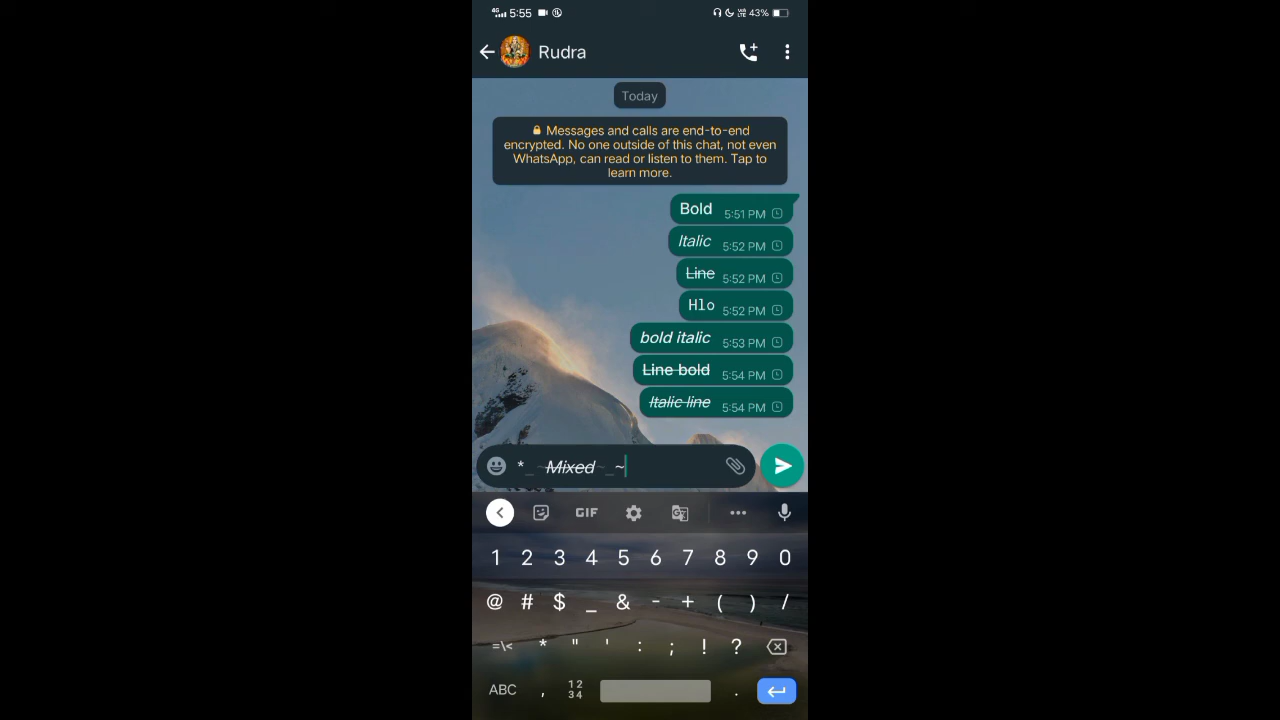 4G 5:55 43%
Rudra
Today
Messages and calls are end-to-end
encrypted. No one outside of this chat, not even
WhatsApp, can read or listen to them. Tap to
learn more.
Bold 5:51 PM
Italic 5:52 PM
Line 5:52 PM
Hlo 5:52 PM
bold italic 5:53 PM
Line bold 5:54 PM
Italic line 5:54 PM
*_~Mixed~_~
GIF
1 2 3 4 5 6 7 8 9 0
@ # $ _ & - + ( ) /
=\< * " ' : ; ! ?
ABC , 12 34 .